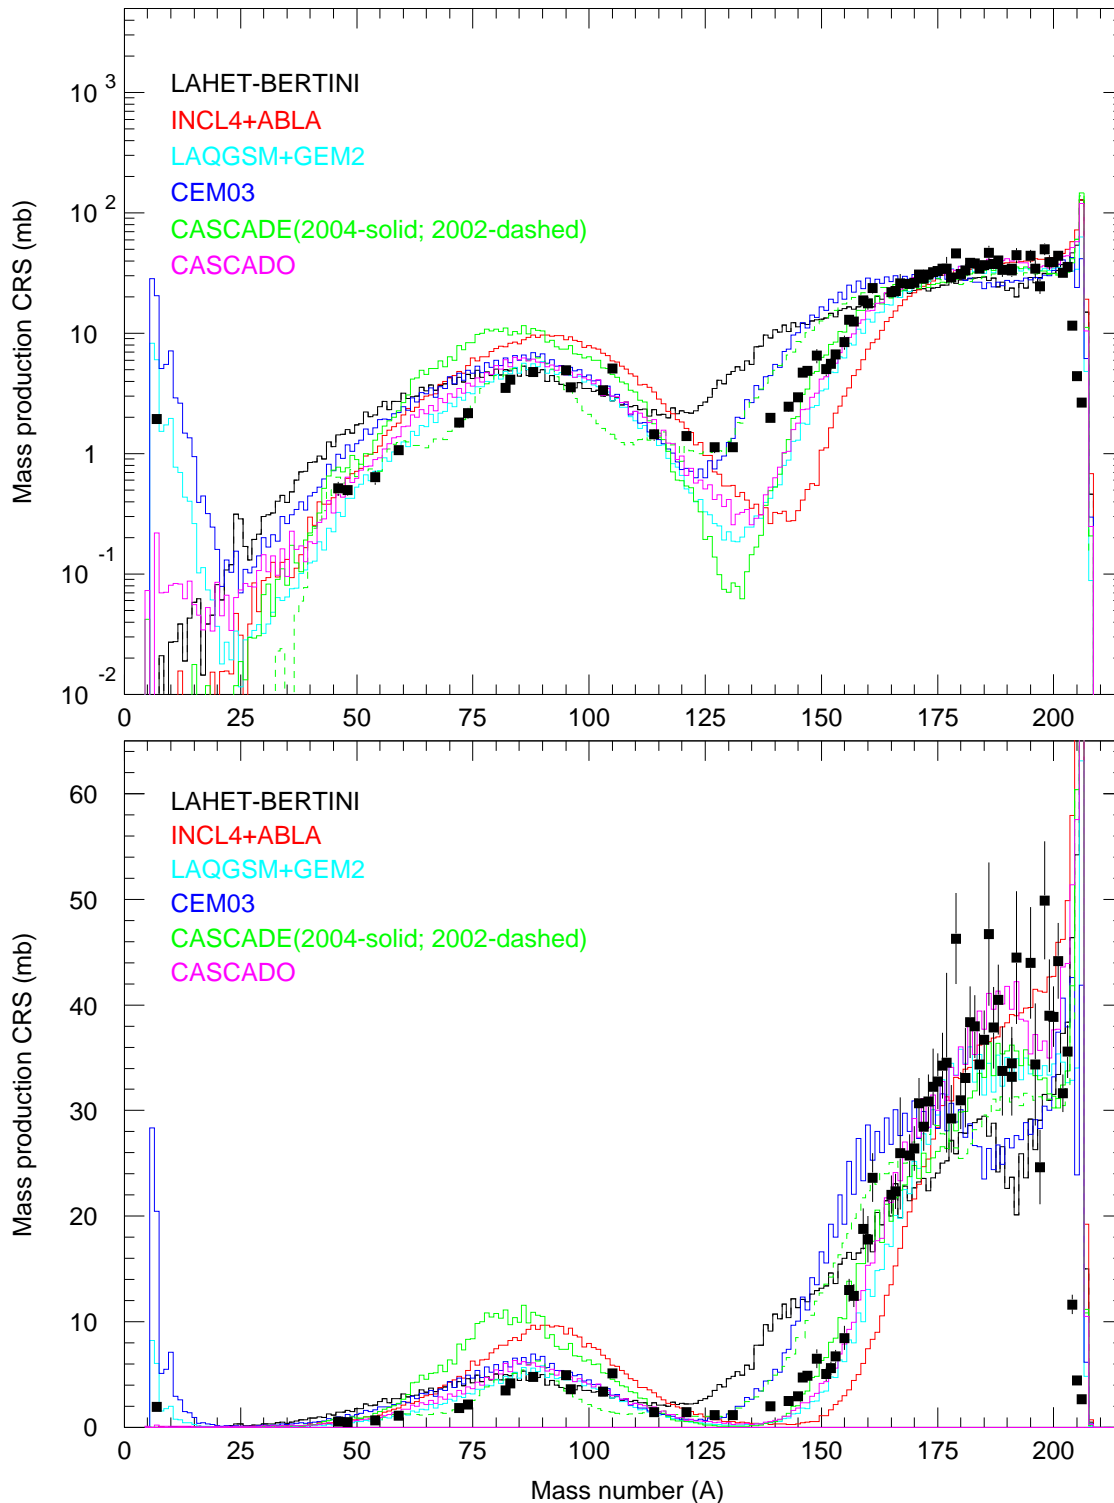 10 3
10 2
10
1
10 -1
10 -2
Mass production CRS (mb)
LAHET-BERTINI
INCL4+ABLA
LAQGSM+GEM2
CEM03
CASCADE(2004-solid; 2002-dashed)
CASCADO
0 25 50 75 100 125 150 175 200
60
50
40
30
20
10
0
Mass production CRS (mb)
LAHET-BERTINI
INCL4+ABLA
LAQGSM+GEM2
CEM03
CASCADE(2004-solid; 2002-dashed)
CASCADO
0 25 50 75 100 125 150 175 200
Mass number (A)